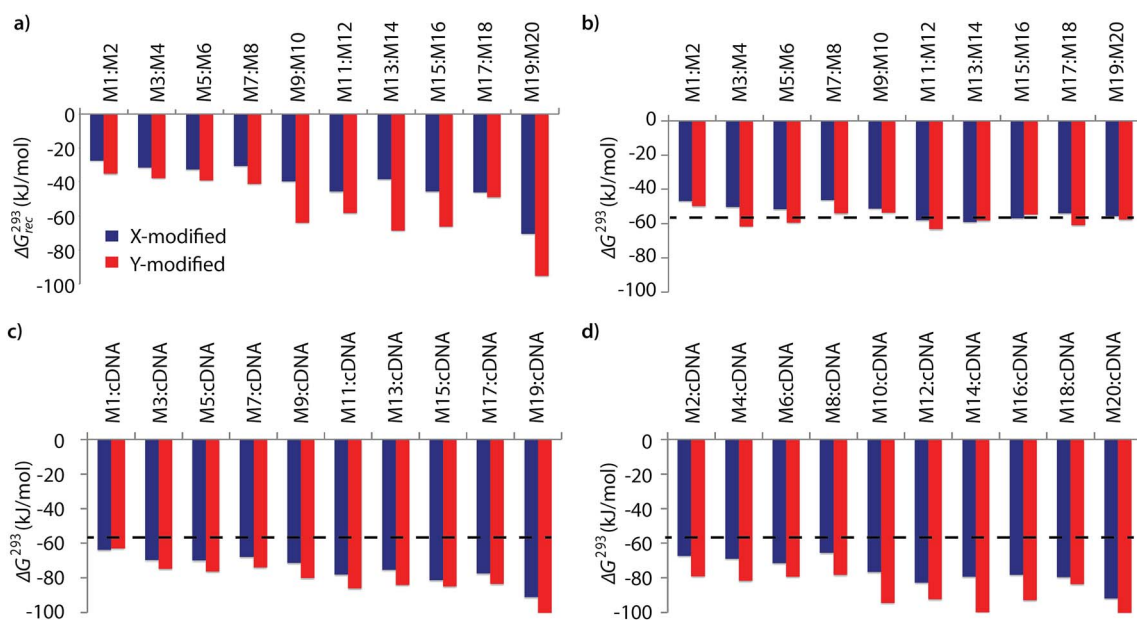 a)
M1:M2
M3:M4
M5:M6
M7:M8
M9:M10
M11:M12
M13:M14
M15:M16
M17:M18
M19:M20
0
-20
-40
-60
-80
-100
ΔG²⁹³rec (kJ/mol)
X-modified
Y-modified
b)
M1:M2
M3:M4
M5:M6
M7:M8
M9:M10
M11:M12
M13:M14
M15:M16
M17:M18
M19:M20
0
-20
-40
-60
-80
-100
ΔG²⁹³ (kJ/mol)
c)
M1:cDNA
M3:cDNA
M5:cDNA
M7:cDNA
M9:cDNA
M11:cDNA
M13:cDNA
M15:cDNA
M17:cDNA
M19:cDNA
0
-20
-40
-60
-80
-100
ΔG²⁹³ (kJ/mol)
d)
M2:cDNA
M4:cDNA
M6:cDNA
M8:cDNA
M10:cDNA
M12:cDNA
M14:cDNA
M16:cDNA
M18:cDNA
M20:cDNA
0
-20
-40
-60
-80
-100
ΔG²⁹³ (kJ/mol)